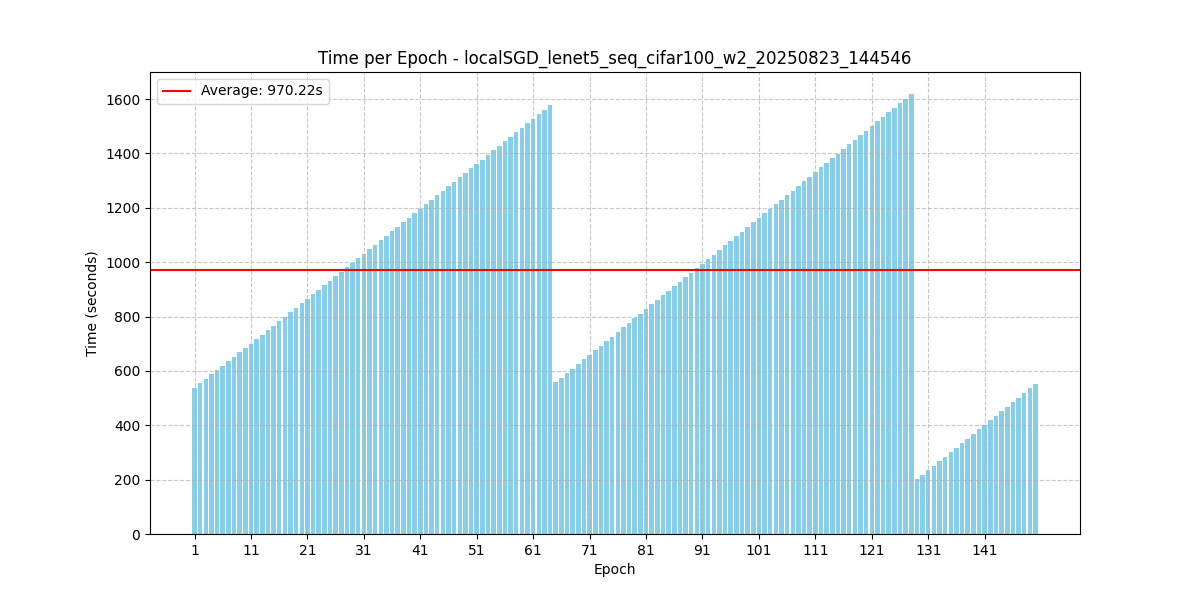 Time per Epoch - localSGD_lenet5_seq_cifar100_w2_20250823_144546
Average: 970.22s
1600
1400
1200
1000
800
600
400
200
0
Time (seconds)
1 11 21 31 41 51 61 71 81 91 101 111 121 131 141
Epoch